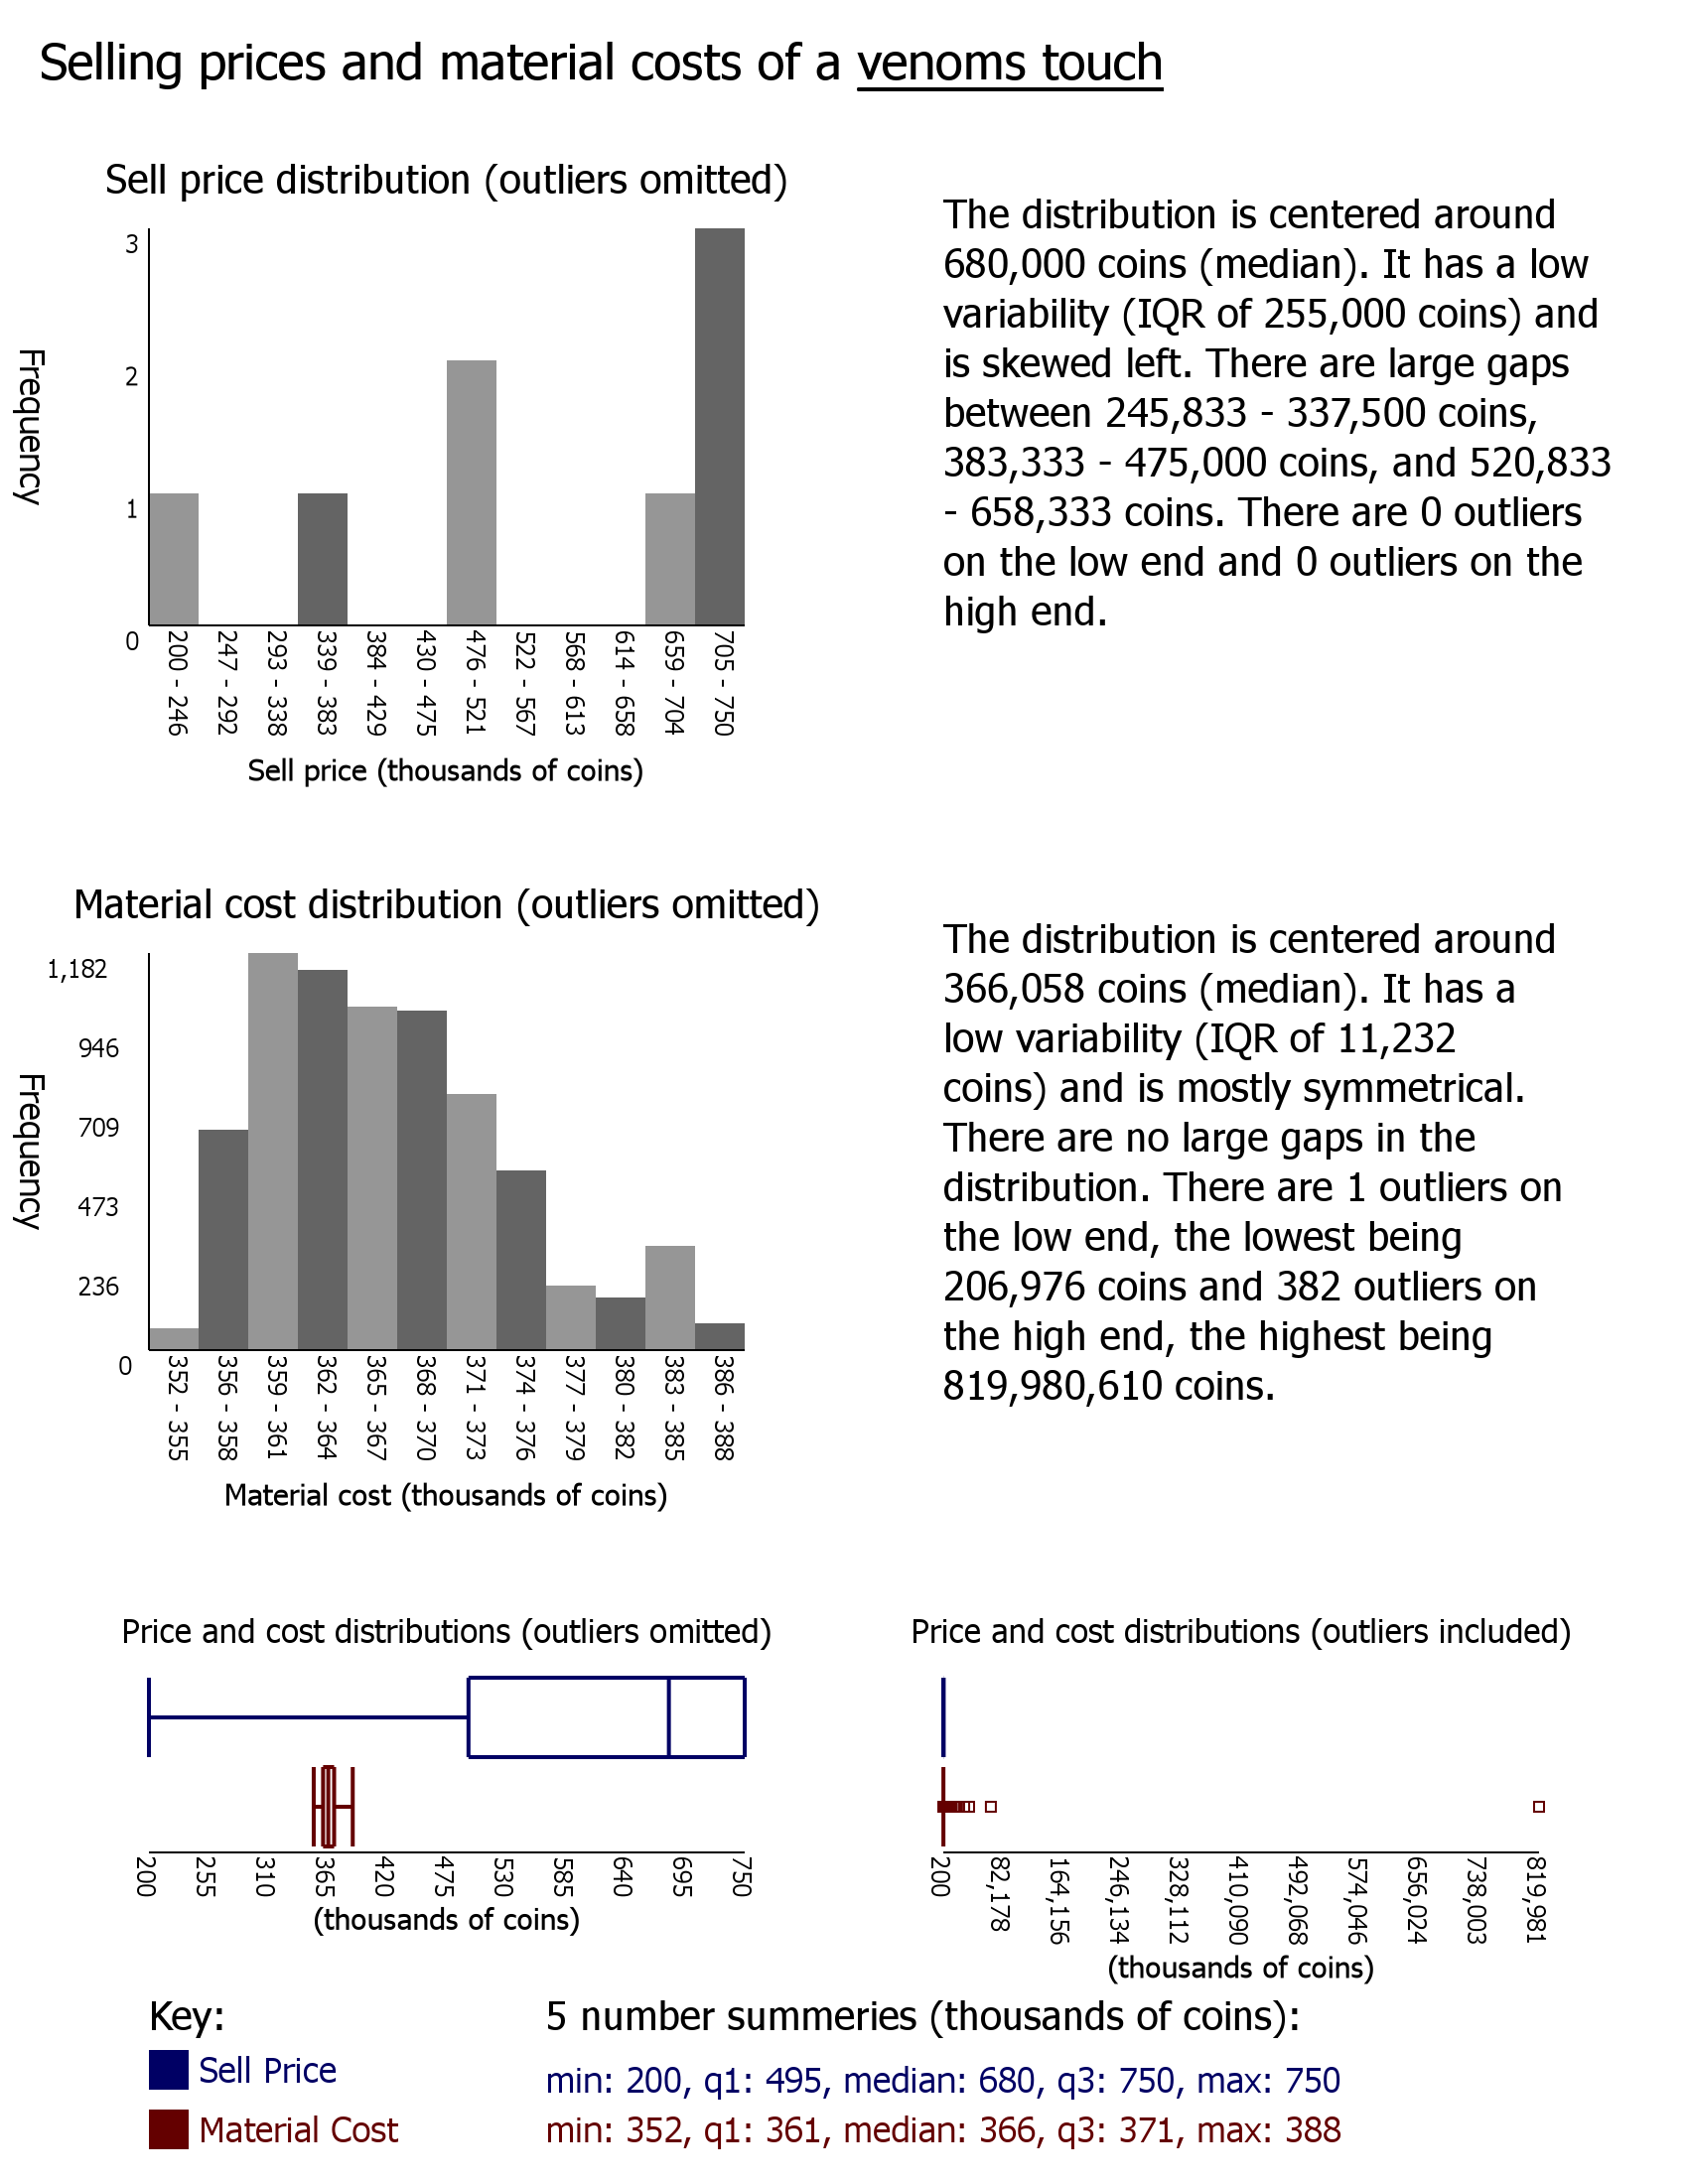 Selling prices and material costs of a venoms touch
Sell price distribution (outliers omitted)
3
2
1
0
Frequency
200 - 246
247 - 292
293 - 338
339 - 383
384 - 429
430 - 475
476 - 521
522 - 567
568 - 613
614 - 658
659 - 704
705 - 750
Sell price (thousands of coins)
The distribution is centered around
680,000 coins (median). It has a low
variability (IQR of 255,000 coins) and
is skewed left. There are large gaps
between 245,833 - 337,500 coins,
383,333 - 475,000 coins, and 520,833
- 658,333 coins. There are 0 outliers
on the low end and 0 outliers on the
high end.
Material cost distribution (outliers omitted)
1,182
946
709
473
236
0
Frequency
352 - 355
356 - 358
359 - 361
362 - 364
365 - 367
368 - 370
371 - 373
374 - 376
377 - 379
380 - 382
383 - 385
386 - 388
Material cost (thousands of coins)
The distribution is centered around
366,058 coins (median). It has a
low variability (IQR of 11,232
coins) and is mostly symmetrical.
There are no large gaps in the
distribution. There are 1 outliers on
the low end, the lowest being
206,976 coins and 382 outliers on
the high end, the highest being
819,980,610 coins.
Price and cost distributions (outliers omitted)
200
255
310
365
420
475
530
585
640
695
750
(thousands of coins)
Price and cost distributions (outliers included)
200
82,178
164,156
246,134
328,112
410,090
492,068
574,046
656,024
738,003
819,981
(thousands of coins)
Key:
Sell Price
Material Cost
5 number summeries (thousands of coins):
min: 200, q1: 495, median: 680, q3: 750, max: 750
min: 352, q1: 361, median: 366, q3: 371, max: 388